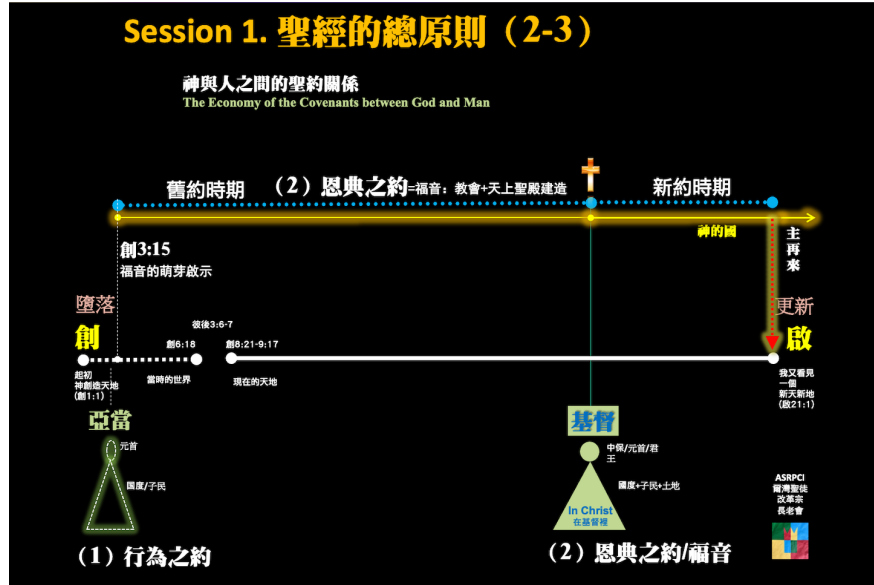 Session 1. 聖經的總原則（2-3）
神與人之間的聖約關係
The Economy of the Covenants between God and Man
舊約時期
（2）恩典之約=福音：教會+天上聖殿建造
新約時期
神的國
主
再
來
創3:15
福音的萌芽啟示
墮落
創
彼後3:6-7
創6:18
創8:21-9:17
更新
啟
起初
神創造天地
(創1:1)
當時的世界
現在的天地
我又看見
一個
新天新地
(啟21:1)
亞當
元首
国度/子民
（1）行為之約
基督
中保/元首/君
王
國度+子民+土地
In Christ
在基督裡
（2）恩典之約/福音
ASRPCI
爾灣聖徒
改革宗
長老會